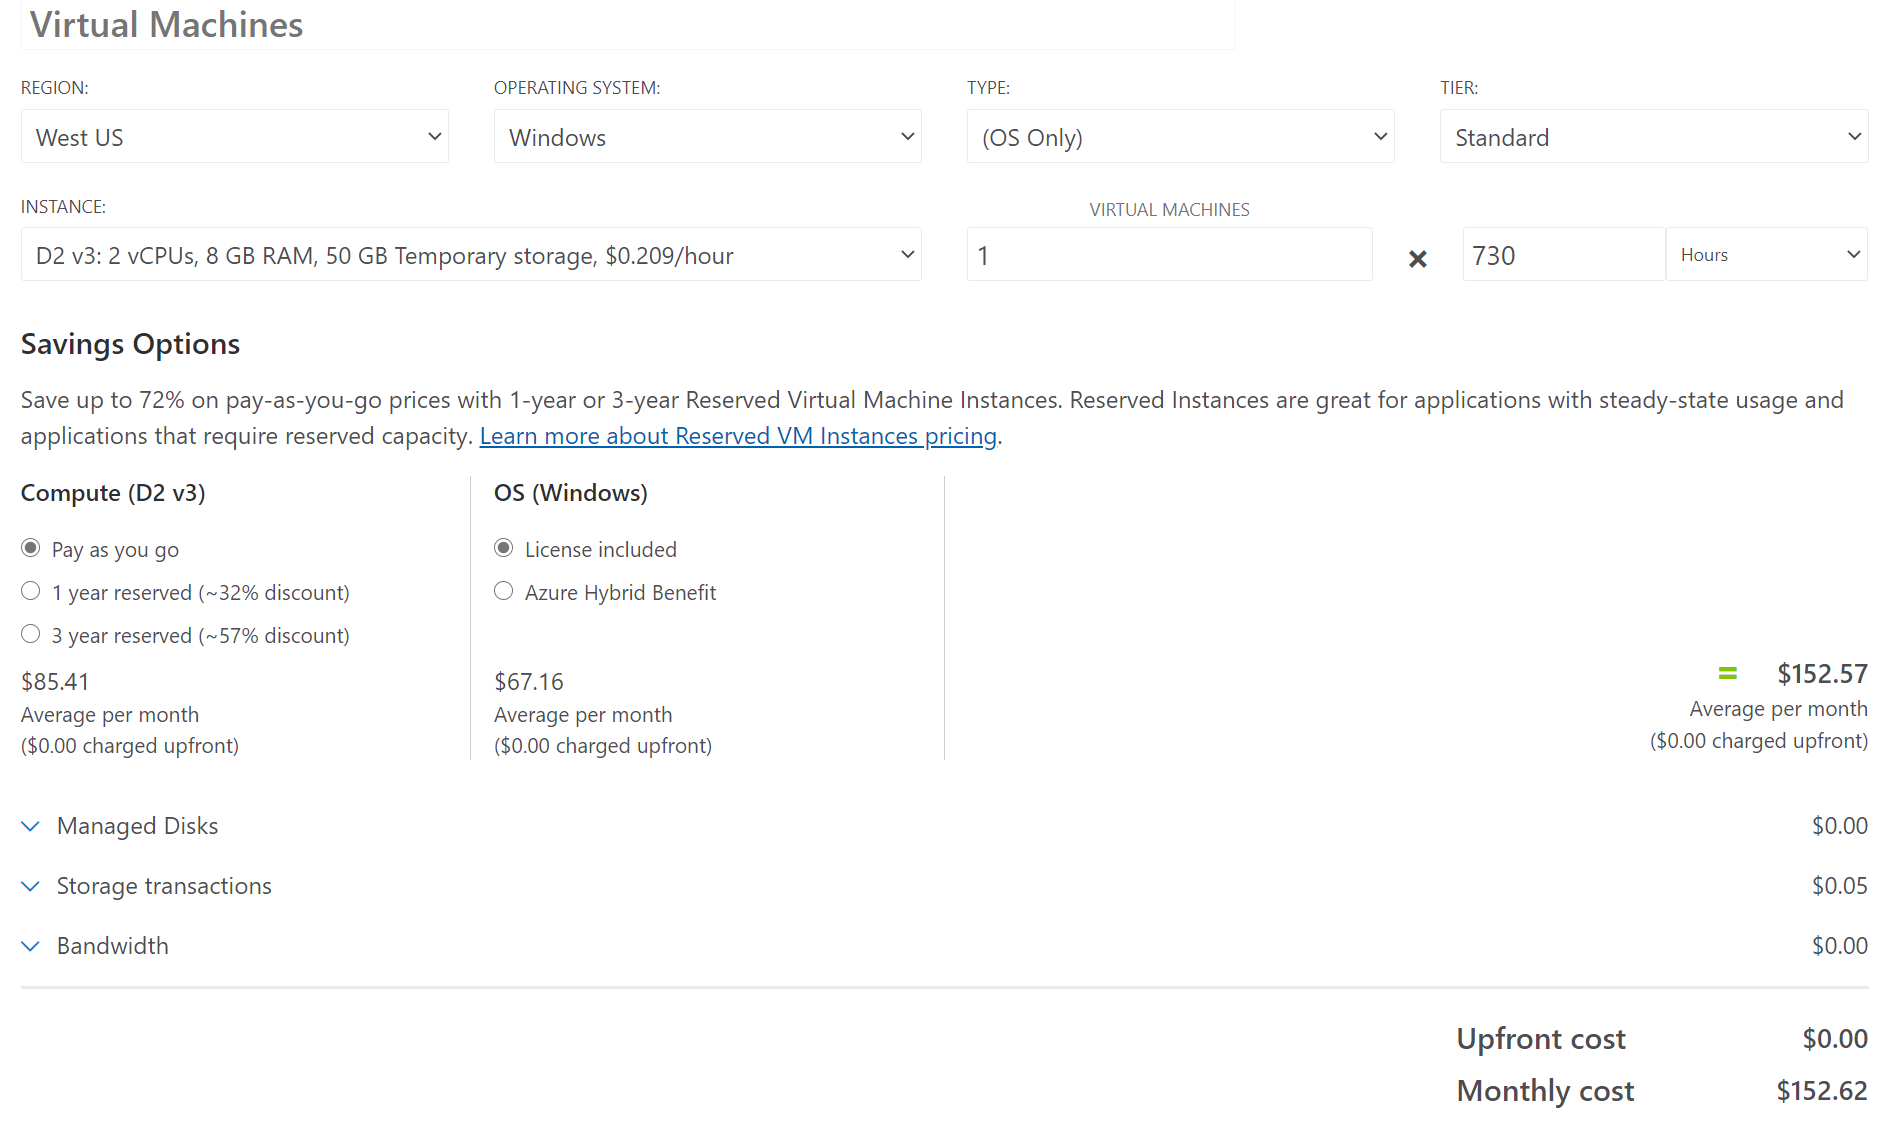 Virtual Machines
REGION:
OPERATING SYSTEM:
TYPE:
TIER:
West US
Windows
(OS Only)
Standard
INSTANCE:
VIRTUAL MACHINES
D2 v3: 2 vCPUs, 8 GB RAM, 50 GB Temporary storage, $0.209/hour
1
×
730
Hours
Savings Options
Save up to 72% on pay-as-you-go prices with 1-year or 3-year Reserved Virtual Machine Instances. Reserved Instances are great for applications with steady-state usage and
applications that require reserved capacity. Learn more about Reserved VM Instances pricing.
Compute (D2 v3)
Pay as you go
1 year reserved (~32% discount)
3 year reserved (~57% discount)
$85.41
Average per month
($0.00 charged upfront)
OS (Windows)
License included
Azure Hybrid Benefit
$67.16
Average per month
($0.00 charged upfront)
= $152.57
Average per month
($0.00 charged upfront)
Managed Disks $0.00
Storage transactions $0.05
Bandwidth $0.00
Upfront cost $0.00
Monthly cost $152.62